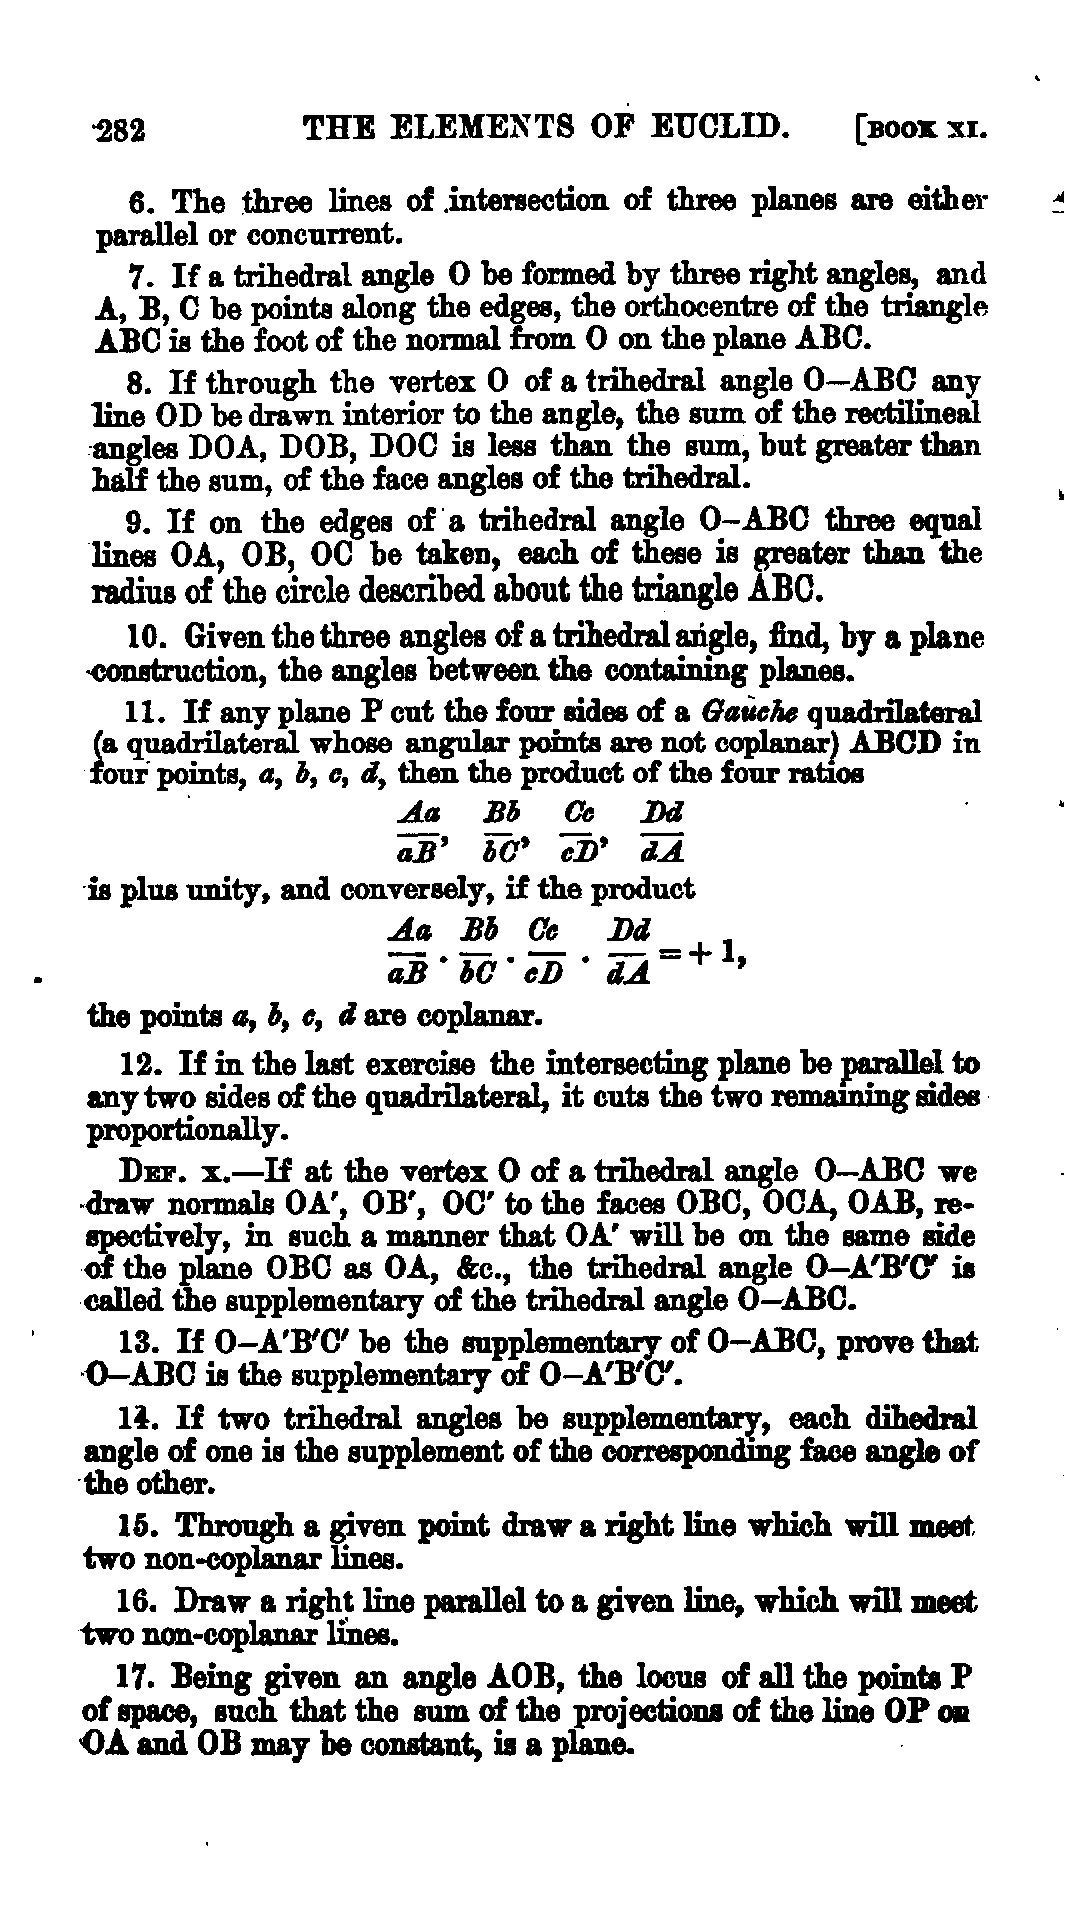 282 THE ELEMENTS OF EUCLID. [BOOK XI.
6. The three lines of intersection of three planes are either
parallel or concurrent.
7. If a trihedral angle O be formed by three right angles, and
A, B, C be points along the edges, the orthocentre of the triangle
ABC is the foot of the normal from O on the plane ABC.
8. If through the vertex O of a trihedral angle O–ABC any
line OD be drawn interior to the angle, the sum of the rectilineal
angles DOA, DOB, DOC is less than the sum, but greater than
half the sum, of the face angles of the trihedral.
9. If on the edges of a trihedral angle O–ABC three equal
lines OA, OB, OC be taken, each of these is greater than the
radius of the circle described about the triangle ABC.
10. Given the three angles of a trihedral angle, find, by a plane
construction, the angles between the containing planes.
11. If any plane P cut the four sides of a Gauche quadrilateral
(a quadrilateral whose angular points are not coplanar) ABCD in
four points, a, b, c, d, then the product of the four ratios
Aa Bb Cc Dd
aB, bC, cD, dA
is plus unity, and conversely, if the product
Aa Bb Cc Dd
aB . bC . cD . dA = + 1,
the points a, b, c, d are coplanar.
12. If in the last exercise the intersecting plane be parallel to
any two sides of the quadrilateral, it cuts the two remaining sides
proportionally.
DEF. X.—If at the vertex O of a trihedral angle O–ABC we
draw normals OA′, OB′, OC′ to the faces OBC, OCA, OAB, re-
spectively, in such a manner that OA′ will be on the same side
of the plane OBC as OA, &c., the trihedral angle O–A′B′C′ is
called the supplementary of the trihedral angle O–ABC.
13. If O–A′B′C′ be the supplementary of O–ABC, prove that
O–ABC is the supplementary of O–A′B′C′.
14. If two trihedral angles be supplementary, each dihedral
angle of one is the supplement of the corresponding face angle of
the other.
15. Through a given point draw a right line which will meet
two non-coplanar lines.
16. Draw a right line parallel to a given line, which will meet
two non-coplanar lines.
17. Being given an angle AOB, the locus of all the points P
of space, such that the sum of the projections of the line OP on
OA and OB may be constant, is a plane.